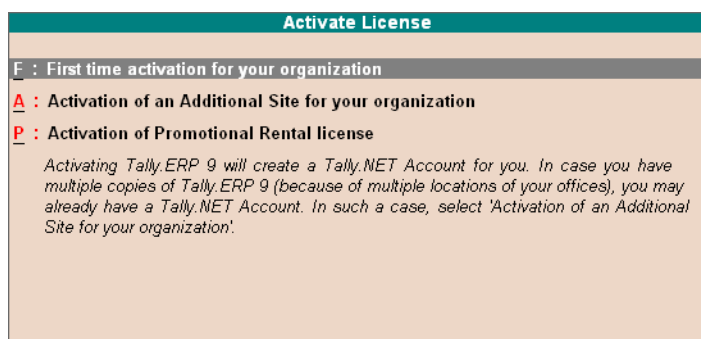 Activate License
F : First time activation for your organization
A : Activation of an Additional Site for your organization
P : Activation of Promotional Rental license
Activating Tally.ERP 9 will create a Tally.NET Account for you. In case you have
multiple copies of Tally.ERP 9 (because of multiple locations of your offices), you may
already have a Tally.NET Account. In such a case, select 'Activation of an Additional
Site for your organization'.